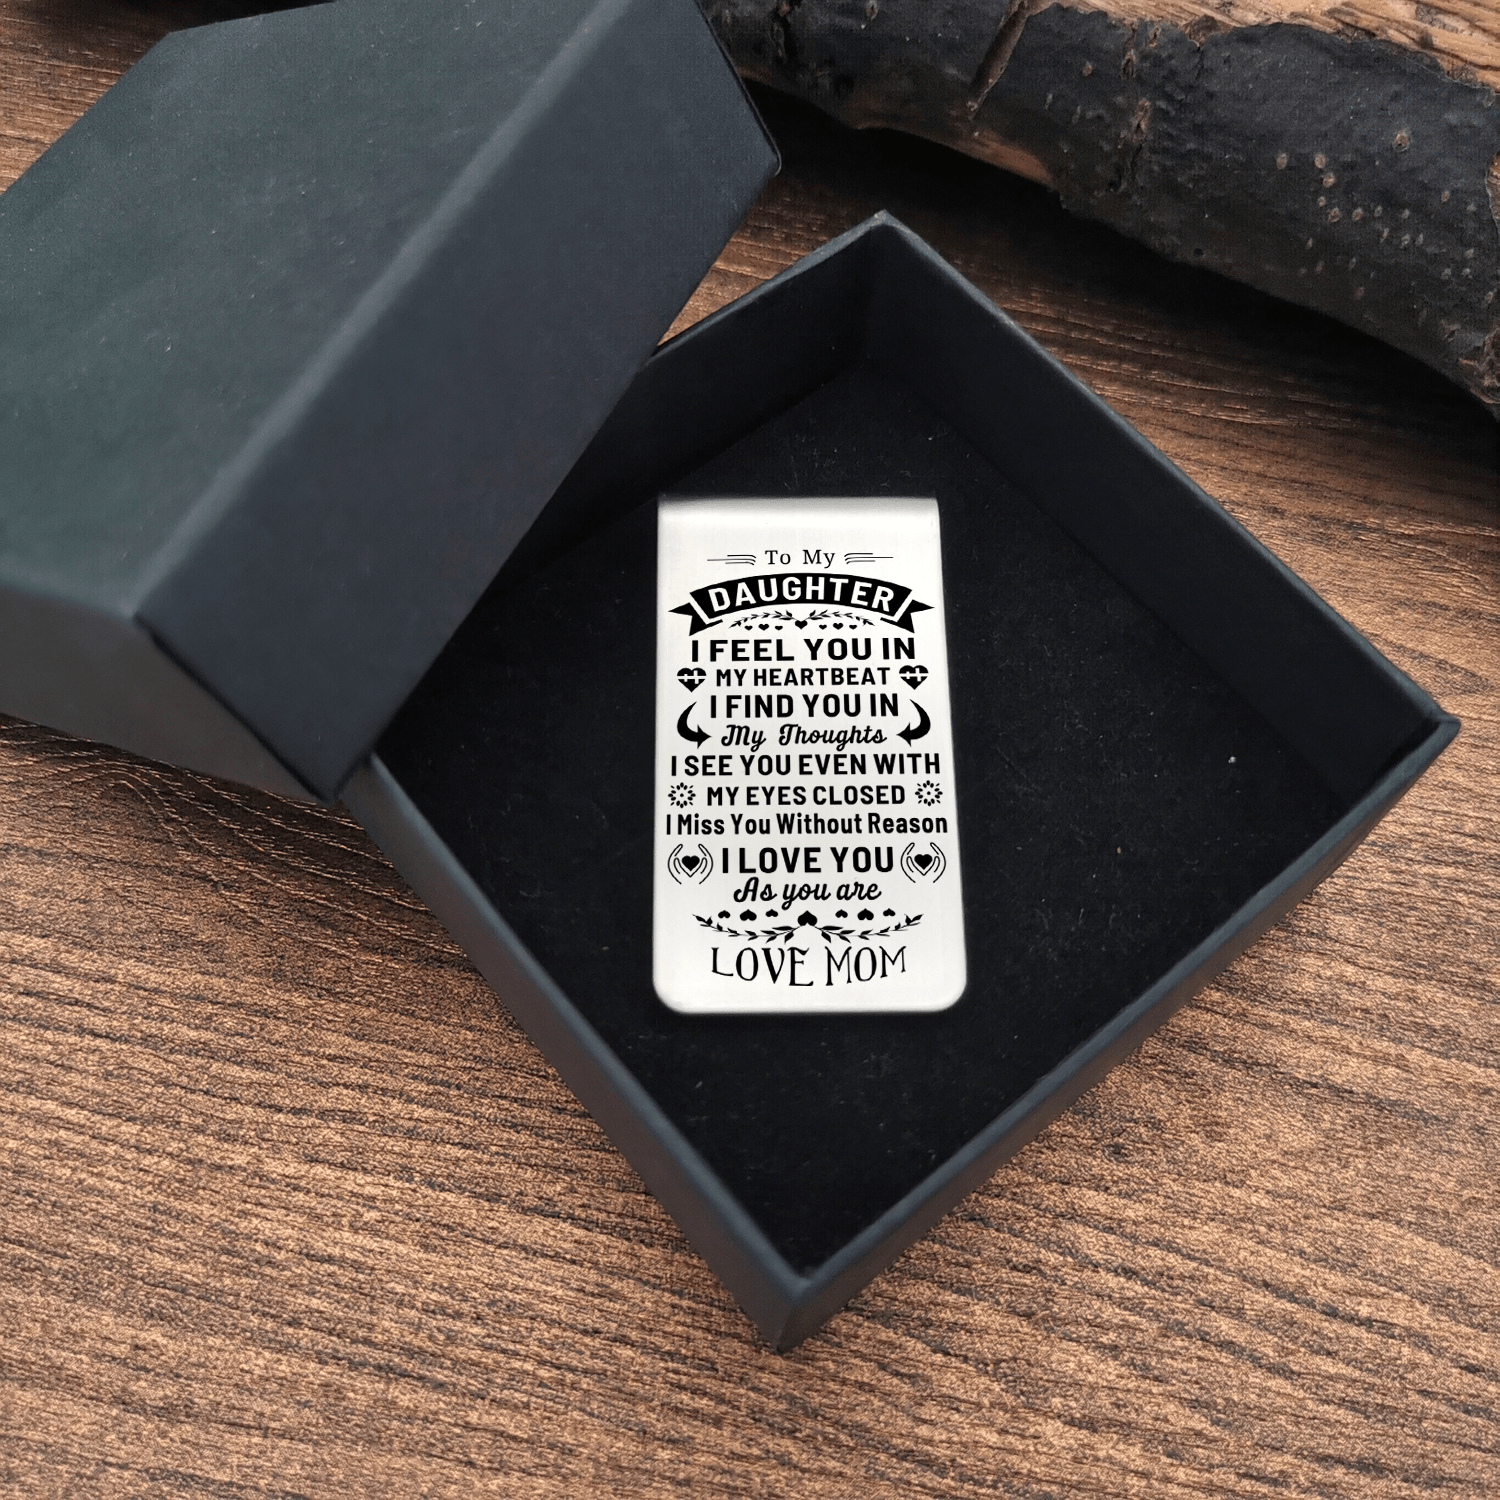 To My
DAUGHTER
I FEEL YOU IN
MY HEARTBEAT
I FIND YOU IN
My Thoughts
I SEE YOU EVEN WITH
MY EYES CLOSED
I Miss You Without Reason
I LOVE YOU
As you are
LOVE MOM